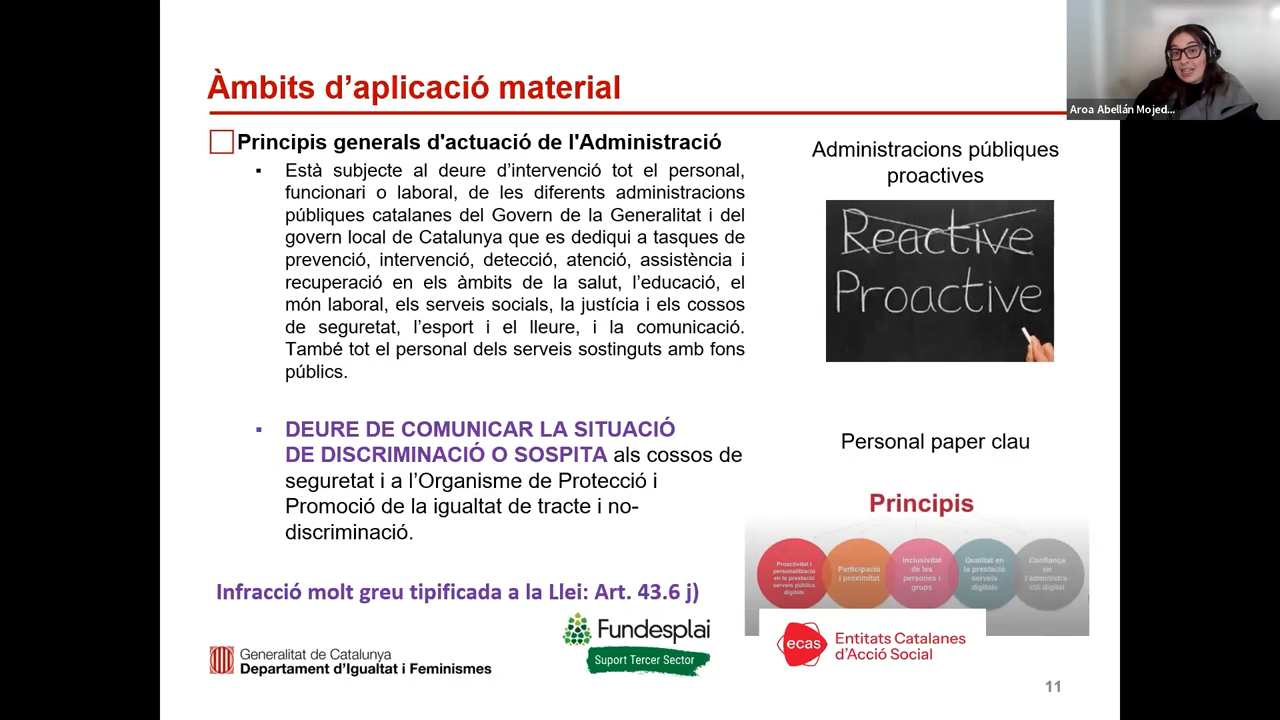 Àmbits d'aplicació material
Aroa Abellán Mojed...
Principis generals d'actuació de l'Administració
▪ Està subjecte al deure d'intervenció tot el personal,
funcionari o laboral, de les diferents administracions
públiques catalanes del Govern de la Generalitat i del
govern local de Catalunya que es dediqui a tasques de
prevenció, intervenció, detecció, atenció, assistència i
recuperació en els àmbits de la salut, l'educació, el
món laboral, els serveis socials, la justícia i els cossos
de seguretat, l'esport i el lleure, i la comunicació.
També tot el personal dels serveis sostinguts amb fons
públics.
▪ DEURE DE COMUNICAR LA SITUACIÓ
DE DISCRIMINACIÓ O SOSPITA als cossos de
seguretat i a l'Organisme de Protecció i
Promoció de la igualtat de tracte i no-
discriminació.
Infracció molt greu tipificada a la Llei: Art. 43.6 j)
Administracions públiques
proactives
Reactive
Proactive
Personal paper clau
Principis
Proactivitat i
personalització
en la prestació
serveis públics
digitals
Participació
i proximitat
Inclusivitat
de les
persones i
grups
Qualitat en
la prestació
serveis
digitals
Confiança
en
l'administra-
ció digital
Generalitat de Catalunya
Departament d'Igualtat i Feminismes
Fundesplai
Suport Tercer Sector
ecas
Entitats Catalanes
d'Acció Social
11